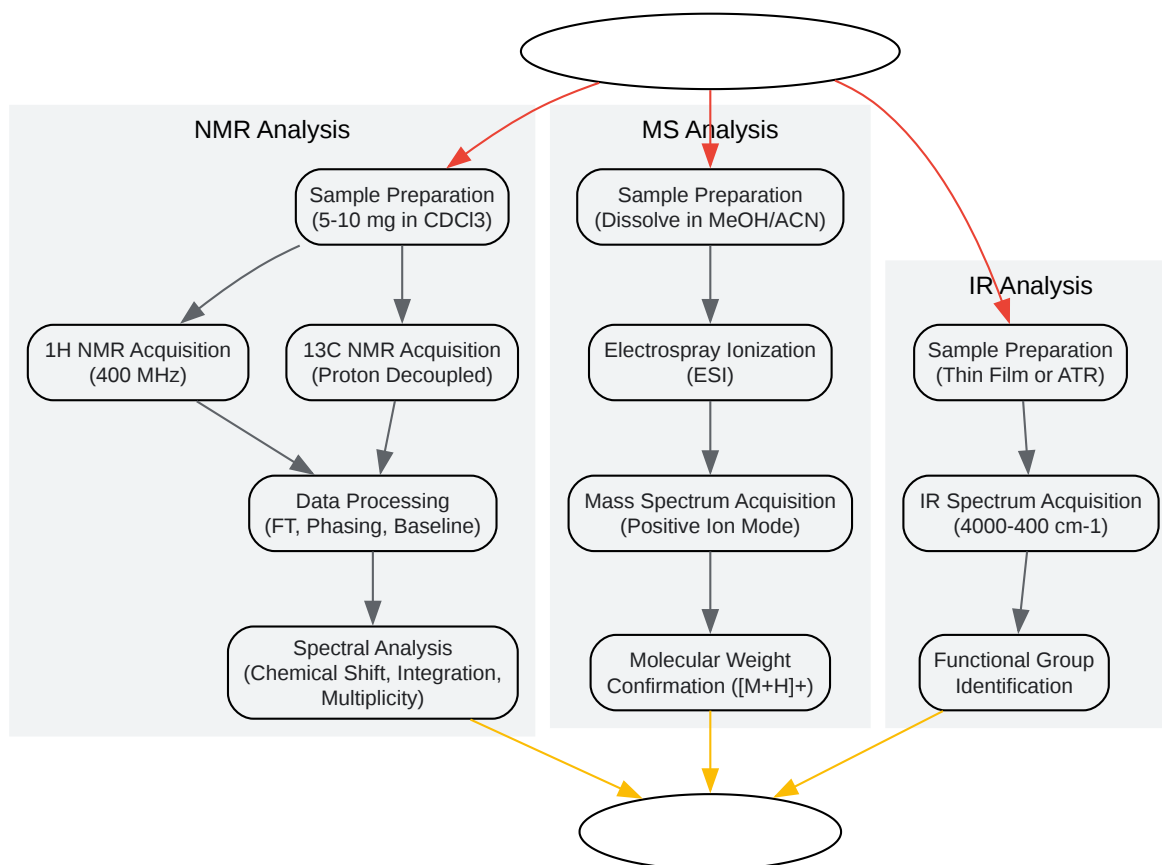 NMR Analysis
Sample Preparation
(5-10 mg in CDCl3)
1H NMR Acquisition
(400 MHz)
13C NMR Acquisition
(Proton Decoupled)
Data Processing
(FT, Phasing, Baseline)
Spectral Analysis
(Chemical Shift, Integration,
Multiplicity)
MS Analysis
Sample Preparation
(Dissolve in MeOH/ACN)
Electrospray Ionization
(ESI)
Mass Spectrum Acquisition
(Positive Ion Mode)
Molecular Weight
Confirmation ([M+H]+)
IR Analysis
Sample Preparation
(Thin Film or ATR)
IR Spectrum Acquisition
(4000-400 cm-1)
Functional Group
Identification